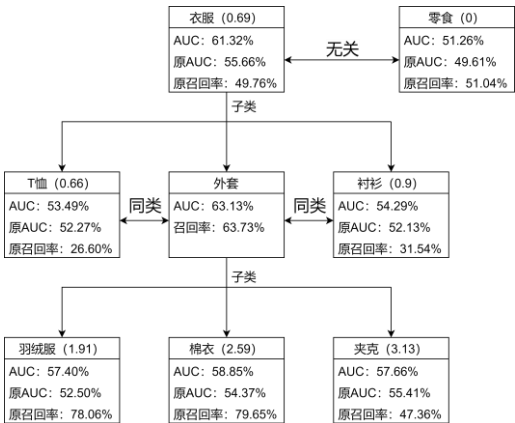 衣服（0.69）
AUC：61.32%
原AUC：55.66%
原召回率：49.76%
无关
零食（0）
AUC：51.26%
原AUC：49.61%
原召回率：51.04%
子类
T恤（0.66）
AUC：53.49%
原AUC：52.27%
原召回率：26.60%
同类
外套
AUC：63.13%
召回率：63.73%
同类
衬衫（0.9）
AUC：54.29%
原AUC：52.13%
原召回率：31.54%
子类
羽绒服（1.91）
AUC：57.40%
原AUC：52.50%
原召回率：78.06%
棉衣（2.59）
AUC：58.85%
原AUC：54.37%
原召回率：79.65%
夹克（3.13）
AUC：57.66%
原AUC：55.41%
原召回率：47.36%